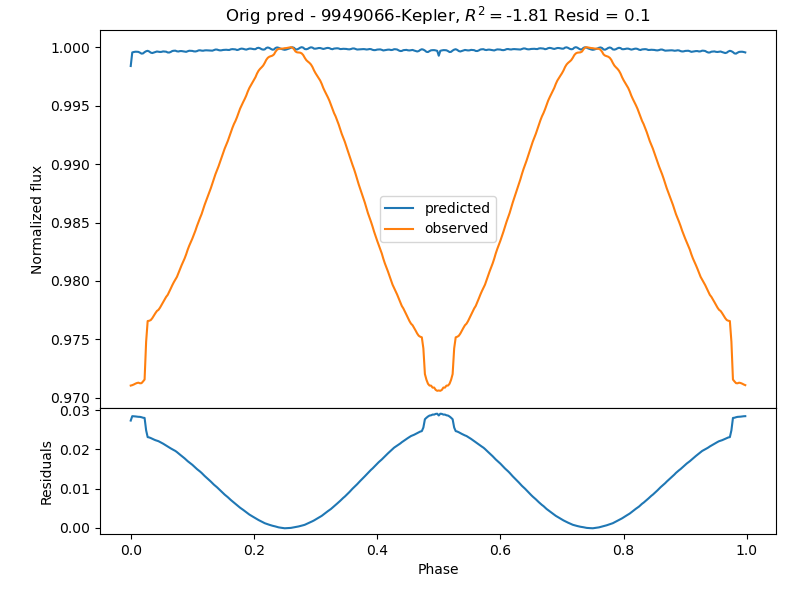 Orig pred - 9949066-Kepler, R² = -1.81 Resid = 0.1
Normalized flux
1.000
0.995
0.990
0.985
0.980
0.975
0.970
predicted
observed
Residuals
0.03
0.02
0.01
0.00
0.0
0.2
0.4
0.6
0.8
1.0
Phase